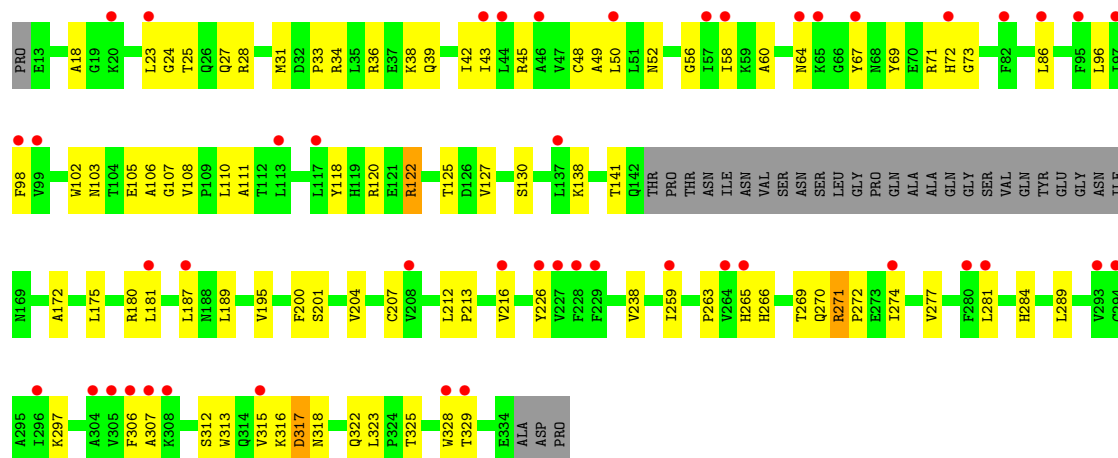 PRO E13 A18 G19 K20 L23 G24 T25 Q26 Q27 R28 M31 D32 P33 R34 L35 R36 E37 K38 Q39 I42 I43 L44 R45 A46 V47 C48 A49 L50 L51 N52 G56 I57 I58 K59 A60 N64 K65 G66 Y67 N68 Y69 E70 R71 H72 G73 F82 L86 F95 L96 I97
F98 V99 W102 N103 T104 E105 A106 G107 V108 P109 L110 A111 T112 L113 L117 Y118 H119 R120 E121 R122 T125 D126 V127 S130 L137 K138 T141 Q142 THR PRO THR ASN ILE ASN VAL SER ASN SER LEU GLY PRO GLN ALA ALA GLN GLY GLY SER VAL GLN TYR GLU GLY ASN ILE
N169 A172 L175 R180 L181 L187 N188 L189 V195 F200 S201 V204 C207 V208 L212 P213 V216 Y226 V227 F228 F229 V238 I259 P263 V264 H265 H266 T269 Q270 R271 P272 E273 I274 V277 F280 L281 H284 L289 V293
A295 I296 K297 A304 V305 F306 A307 K308 S312 W313 Q314 V315 K316 D317 N318 Q322 L323 P324 T325 W328 T329 E334 ALA ASP PRO